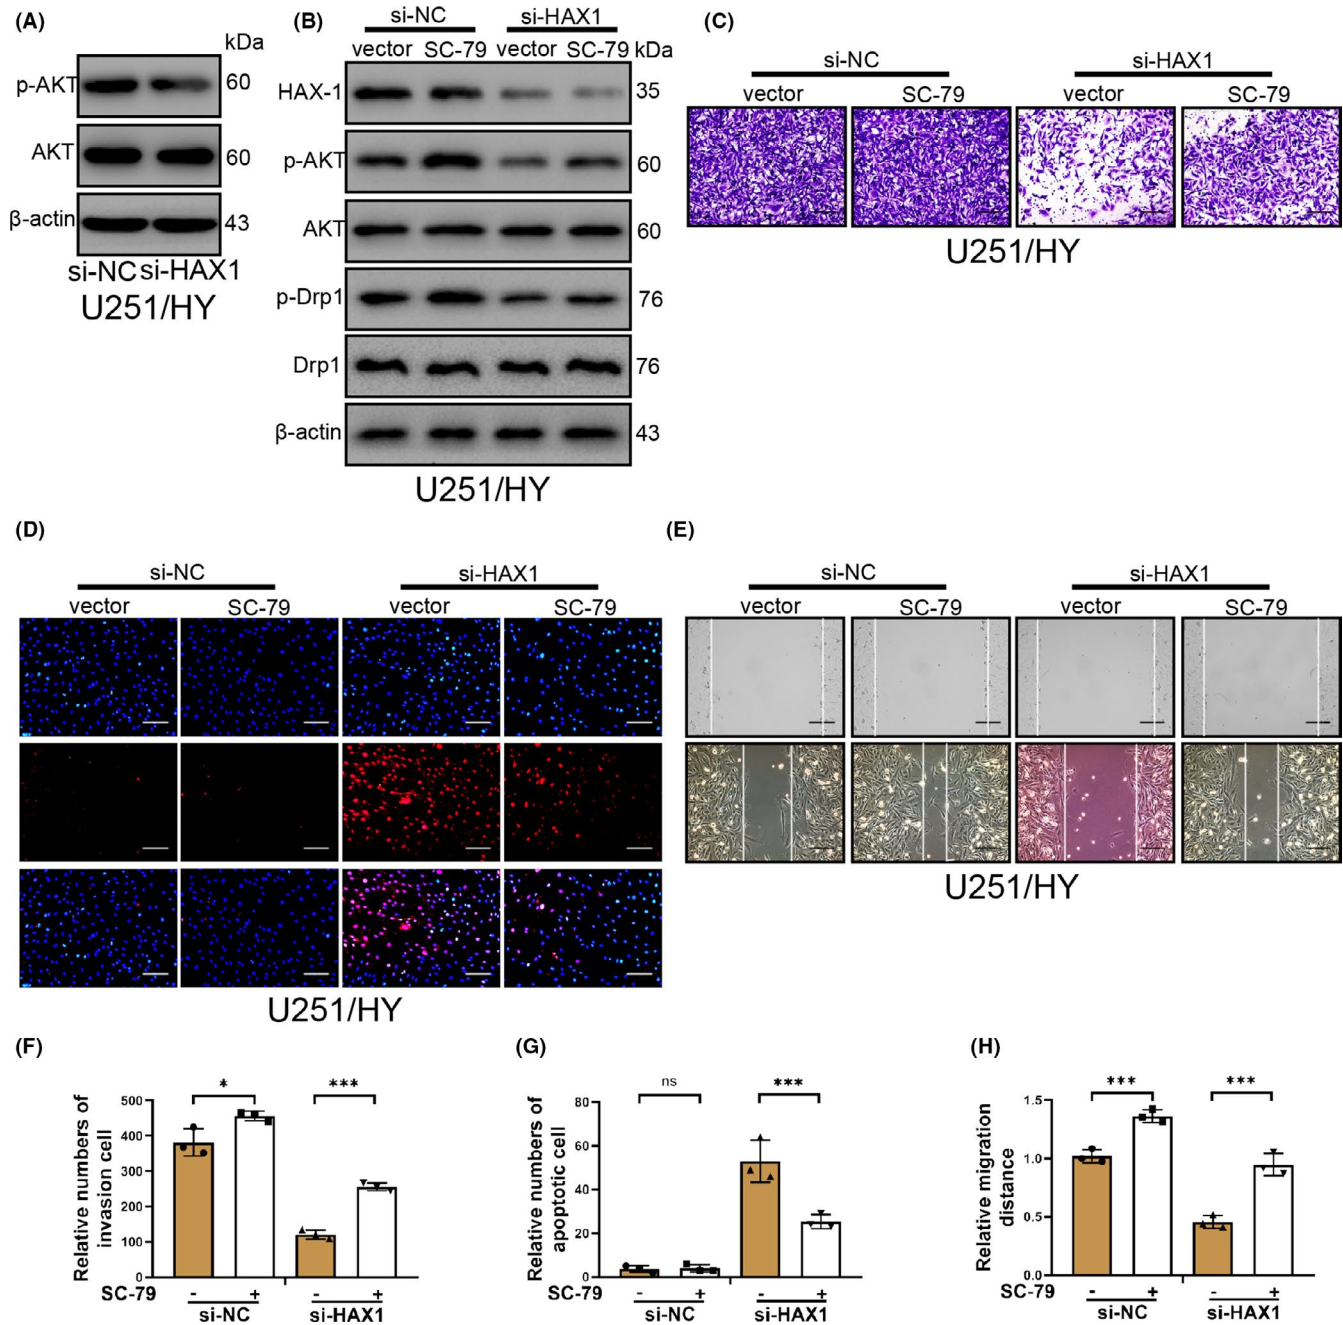 (A)
kDa
p-AKT
60
AKT
60
β-actin
43
si-NC si-HAX1
U251/HY
(B)
si-NC si-HAX1
vector SC-79 vector SC-79 kDa
HAX-1 35
p-AKT 60
AKT 60
p-Drp1 76
Drp1 76
β-actin 43
U251/HY
(C)
si-NC si-HAX1
vector SC-79 vector SC-79
U251/HY
(D)
si-NC si-HAX1
vector SC-79 vector SC-79
U251/HY
(E)
si-NC si-HAX1
vector SC-79 vector SC-79
U251/HY
(F)
Relative numbers of
invasion cell
500
400
300
200
100
0
* ***
SC-79 - + - +
si-NC si-HAX1
(G)
Relative numbers of
apoptotic cell
80
60
40
20
0
ns ***
SC-79 - + - +
si-NC si-HAX1
(H)
Relative migration
distance
1.5
1.0
0.5
0.0
*** ***
SC-79 - + - +
si-NC si-HAX1